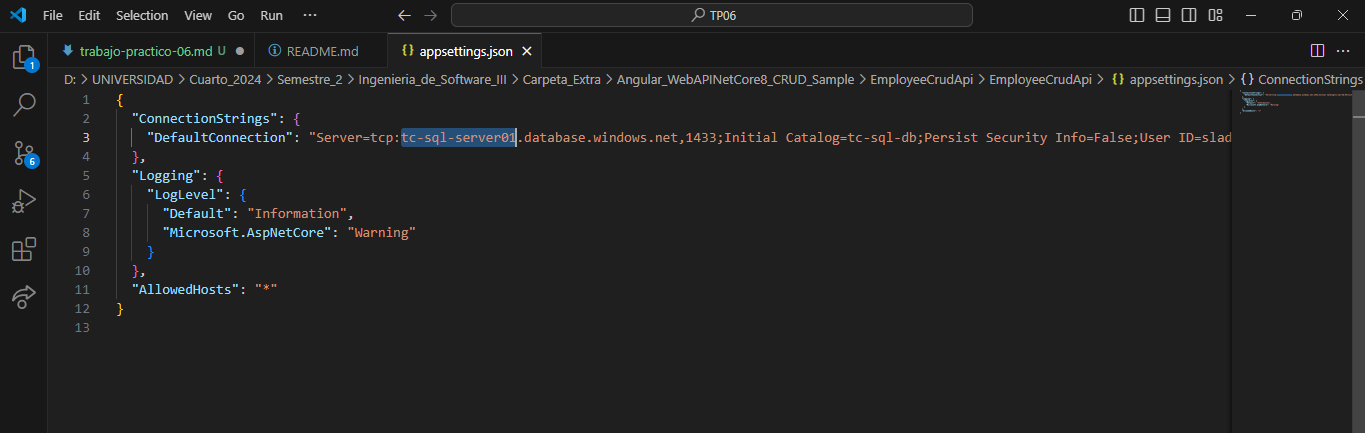 File Edit Selection View Go Run ··· TP06
trabajo-practico-06.md U README.md appsettings.json
D: > UNIVERSIDAD > Cuarto_2024 > Semestre_2 > Ingenieria_de_Software_III > Carpeta_Extra > Angular_WebAPINetCore8_CRUD_Sample > EmployeeCrudApi > EmployeeCrudApi > {} appsettings.json > {} ConnectionStrings
1
6
1 {
2 "ConnectionStrings": {
3 "DefaultConnection": "Server=tcp:tc-sql-server01.database.windows.net,1433;Initial Catalog=tc-sql-db;Persist Security Info=False;User ID=slad
4 },
5 "Logging": {
6 "LogLevel": {
7 "Default": "Information",
8 "Microsoft.AspNetCore": "Warning"
9 }
10 },
11 "AllowedHosts": "*"
12 }
13